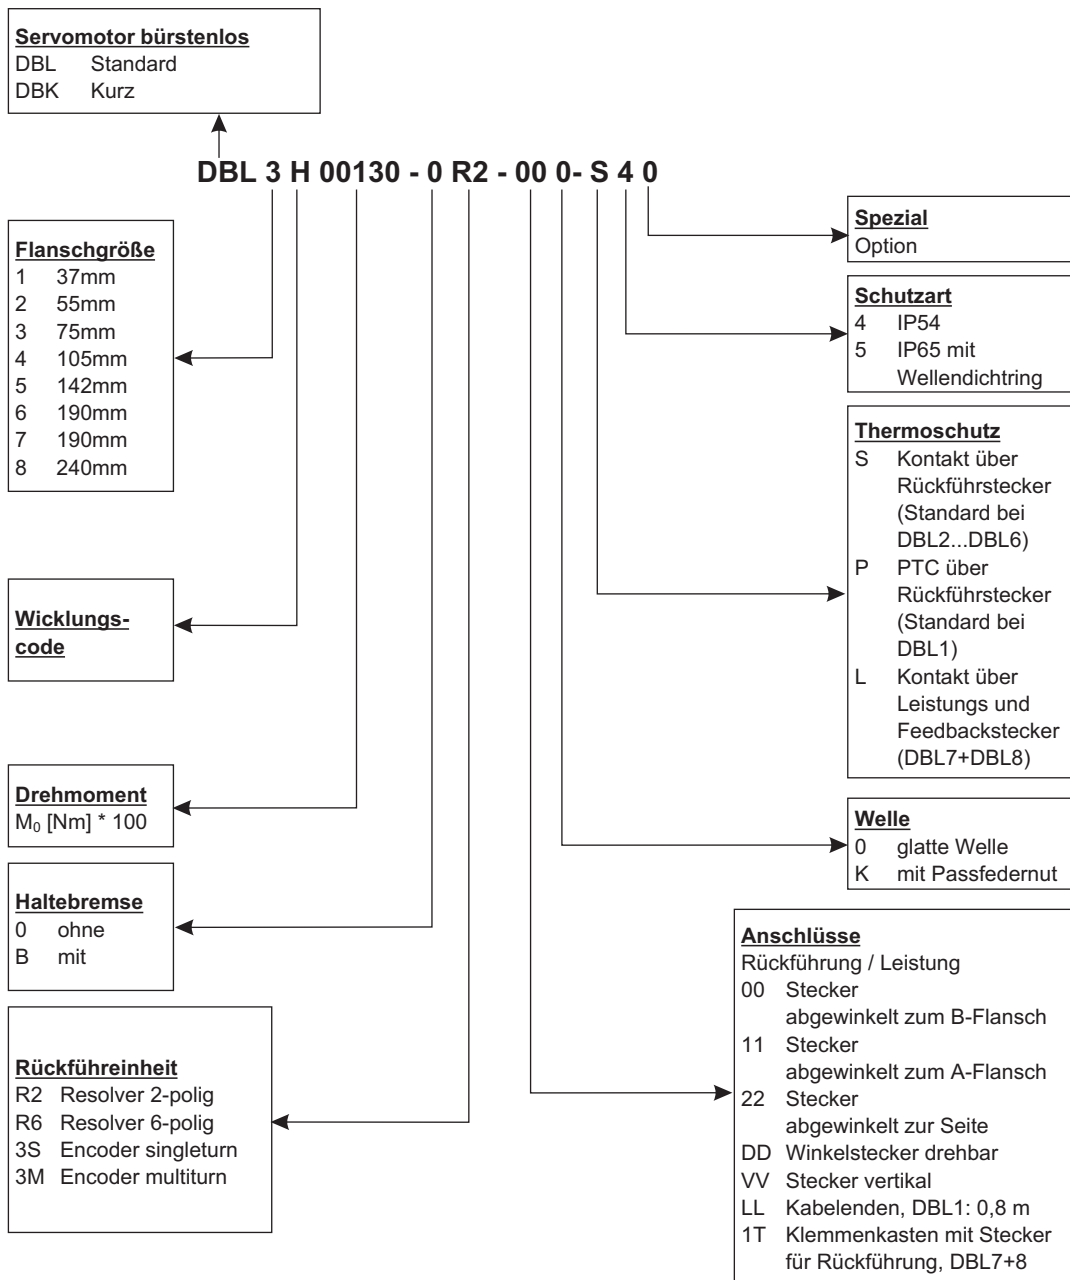 Servomotor bürstenlos
DBL Standard
DBK Kurz
DBL 3 H 00130 - 0 R2 - 00 0- S 4 0
Flanschgröße
1 37mm
2 55mm
3 75mm
4 105mm
5 142mm
6 190mm
7 190mm
8 240mm
Wicklungs-
code
Drehmoment
M₀ [Nm] * 100
Haltebremse
0 ohne
B mit
Rückführeinheit
R2 Resolver 2-polig
R6 Resolver 6-polig
3S Encoder singleturn
3M Encoder multiturn
Spezial
Option
Schutzart
4 IP54
5 IP65 mit
Wellendichtring
Thermoschutz
S Kontakt über
Rückführstecker
(Standard bei
DBL2...DBL6)
P PTC über
Rückführstecker
(Standard bei
DBL1)
L Kontakt über
Leistungs und
Feedbackstecker
(DBL7+DBL8)
Welle
0 glatte Welle
K mit Passfedernut
Anschlüsse
Rückführung / Leistung
00 Stecker
abgewinkelt zum B-Flansch
11 Stecker
abgewinkelt zum A-Flansch
22 Stecker
abgewinkelt zur Seite
DD Winkelstecker drehbar
VV Stecker vertikal
LL Kabelenden, DBL1: 0,8 m
1T Klemmenkasten mit Stecker
für Rückführung, DBL7+8